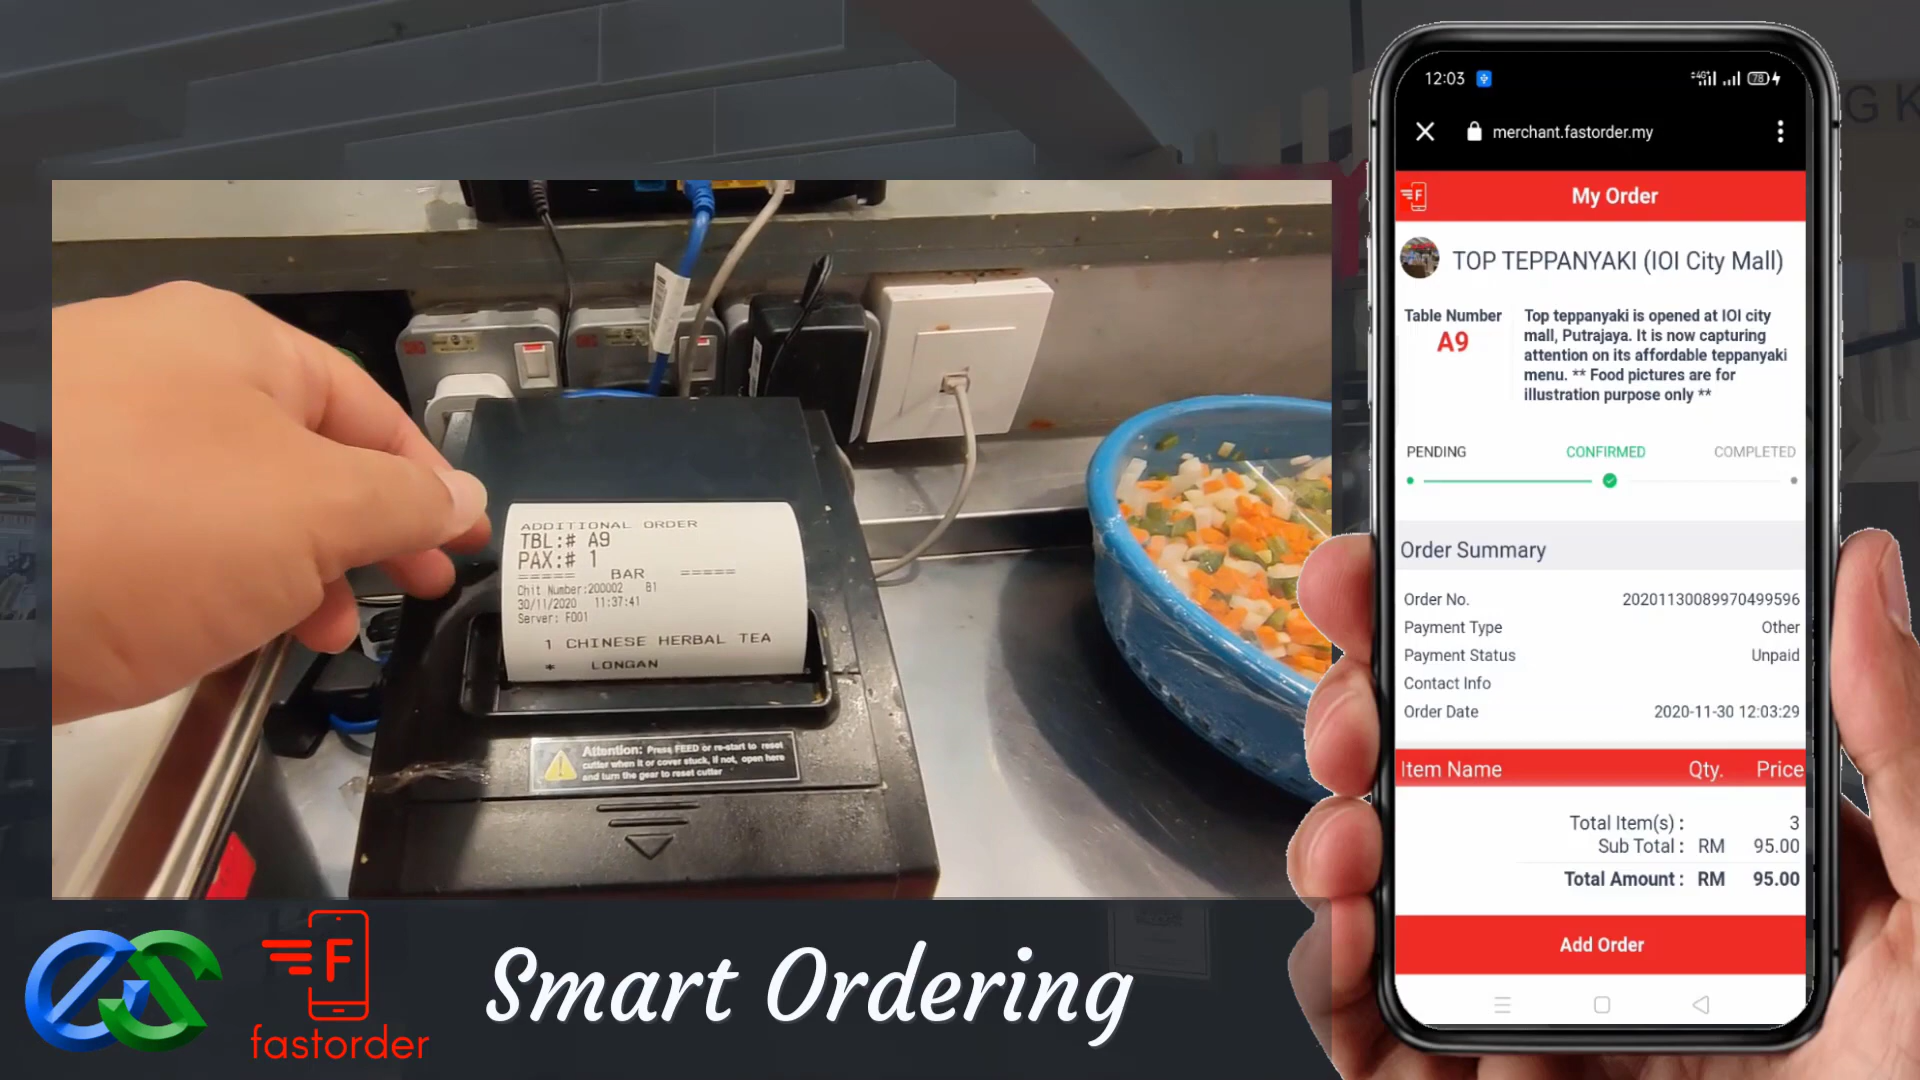 ADDITIONAL ORDER
TBL:# A9
PAX:# 1
===== BAR =====
Chit Number:200002 B1
30/11/2020 11:37:41
Server: F001
1 CHINESE HERBAL TEA
* LONGAN
Attention: Press FEED or re-start to reset
cutler when it or cover stuck, if not, open here
and turn the gear to reset cutler
F
fastorder
Smart Ordering
12:03
4G+
78
merchant.fastorder.my
F
My Order
TOP TEPPANYAKI (IOI City Mall)
Table Number
A9
Top teppanyaki is opened at IOI city
mall, Putrajaya. It is now capturing
attention on its affordable teppanyaki
menu. ** Food pictures are for
illustration purpose only **
PENDING CONFIRMED COMPLETED
Order Summary
Order No. 20201130089970499596
Payment Type Other
Payment Status Unpaid
Contact Info
Order Date 2020-11-30 12:03:29
Item Name Qty. Price
Total Item(s) : 3
Sub Total : RM 95.00
Total Amount : RM 95.00
Add Order
G K